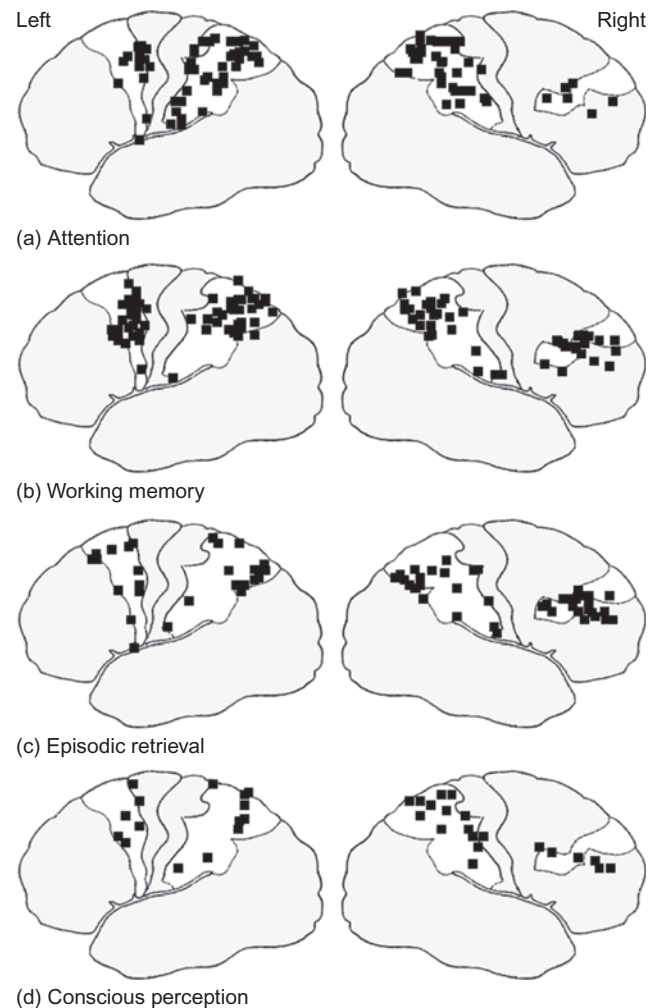 Left
Right
(a) Attention
(b) Working memory
(c) Episodic retrieval
(d) Conscious perception